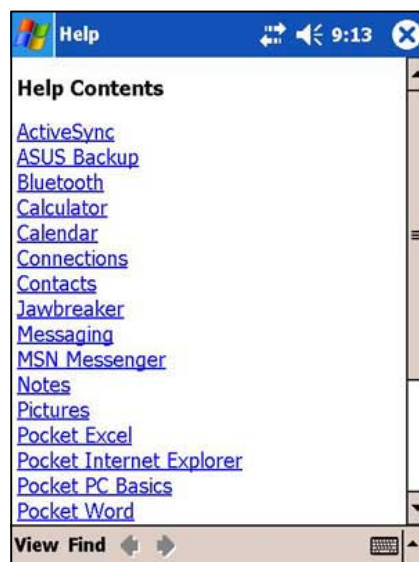 Help 9:13
Help Contents
ActiveSync
ASUS Backup
Bluetooth
Calculator
Calendar
Connections
Contacts
Jawbreaker
Messaging
MSN Messenger
Notes
Pictures
Pocket Excel
Pocket Internet Explorer
Pocket PC Basics
Pocket Word
View Find